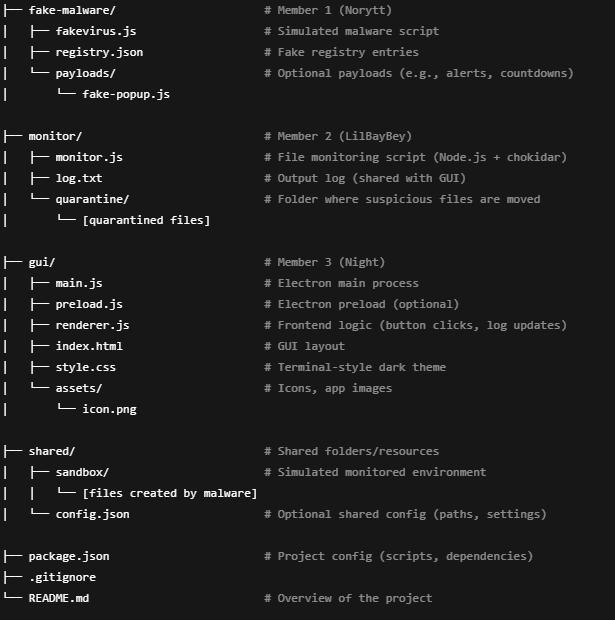 ├── fake-malware/                      # Member 1 (Norytt)
│   ├── fakevirus.js                   # Simulated malware script
│   ├── registry.json                  # Fake registry entries
│   └── payloads/                      # Optional payloads (e.g., alerts, countdowns)
│       └── fake-popup.js
├── monitor/                           # Member 2 (LilBayBey)
│   ├── monitor.js                     # File monitoring script (Node.js + chokidar)
│   ├── log.txt                        # Output log (shared with GUI)
│   └── quarantine/                    # Folder where suspicious files are moved
│       └── [quarantined files]
├── gui/                               # Member 3 (Night)
│   ├── main.js                        # Electron main process
│   ├── preload.js                     # Electron preload (optional)
│   ├── renderer.js                    # Frontend logic (button clicks, log updates)
│   ├── index.html                     # GUI layout
│   ├── style.css                      # Terminal-style dark theme
│   └── assets/                        # Icons, app images
│       └── icon.png
├── shared/                            # Shared folders/resources
│   ├── sandbox/                       # Simulated monitored environment
│   │   └── [files created by malware]
│   └── config.json                    # Optional shared config (paths, settings)
├── package.json                       # Project config (scripts, dependencies)
├── .gitignore
└── README.md                          # Overview of the project